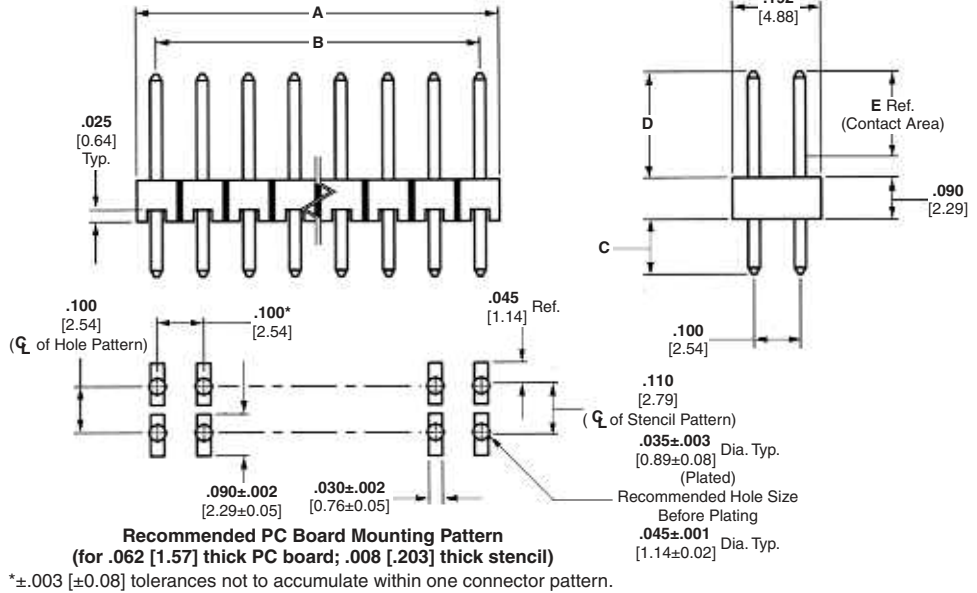 A
B
[4.88]
.025
[0.64]
Typ.
D
E Ref.
(Contact Area)
.090
[2.29]
C
.100
[2.54]
(℄ of Hole Pattern)
.100*
[2.54]
.045
[1.14] Ref.
.100
[2.54]
.110
[2.79]
(℄ of Stencil Pattern)
.035±.003
[0.89±0.08] Dia. Typ.
(Plated)
Recommended Hole Size
Before Plating
.045±.001
[1.14±0.02] Dia. Typ.
.090±.002
[2.29±0.05]
.030±.002
[0.76±0.05]
Recommended PC Board Mounting Pattern
(for .062 [1.57] thick PC board; .008 [.203] thick stencil)
*±.003 [±0.08] tolerances not to accumulate within one connector pattern.